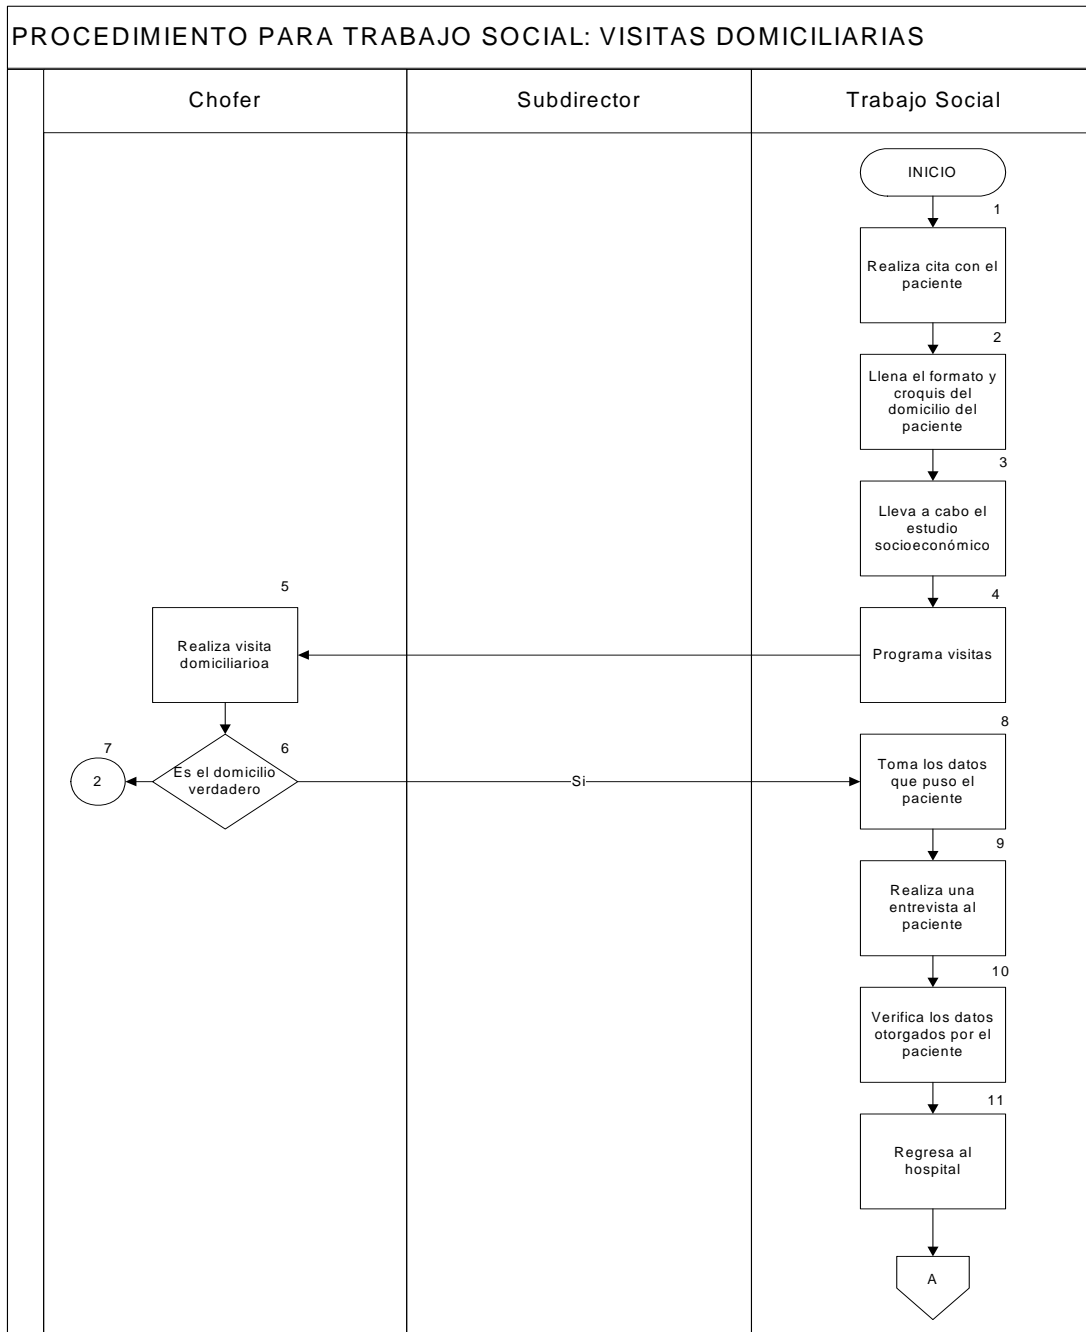 PROCEDIMIENTO PARA TRABAJO SOCIAL: VISITAS DOMICILIARIAS
Chofer
Subdirector
Trabajo Social
INICIO
1
Realiza cita con el
paciente
2
Llena el formato y
croquis del
domicilio del
paciente
3
Lleva a cabo el
estudio
socioeconómico
4
Programa visitas
5
Realiza visita
domiciliarioa
6
Es el domicilio
verdadero
7
2
Si
8
Toma los datos
que puso el
paciente
9
Realiza una
entrevista al
paciente
10
Verifica los datos
otorgados por el
paciente
11
Regresa al
hospital
A